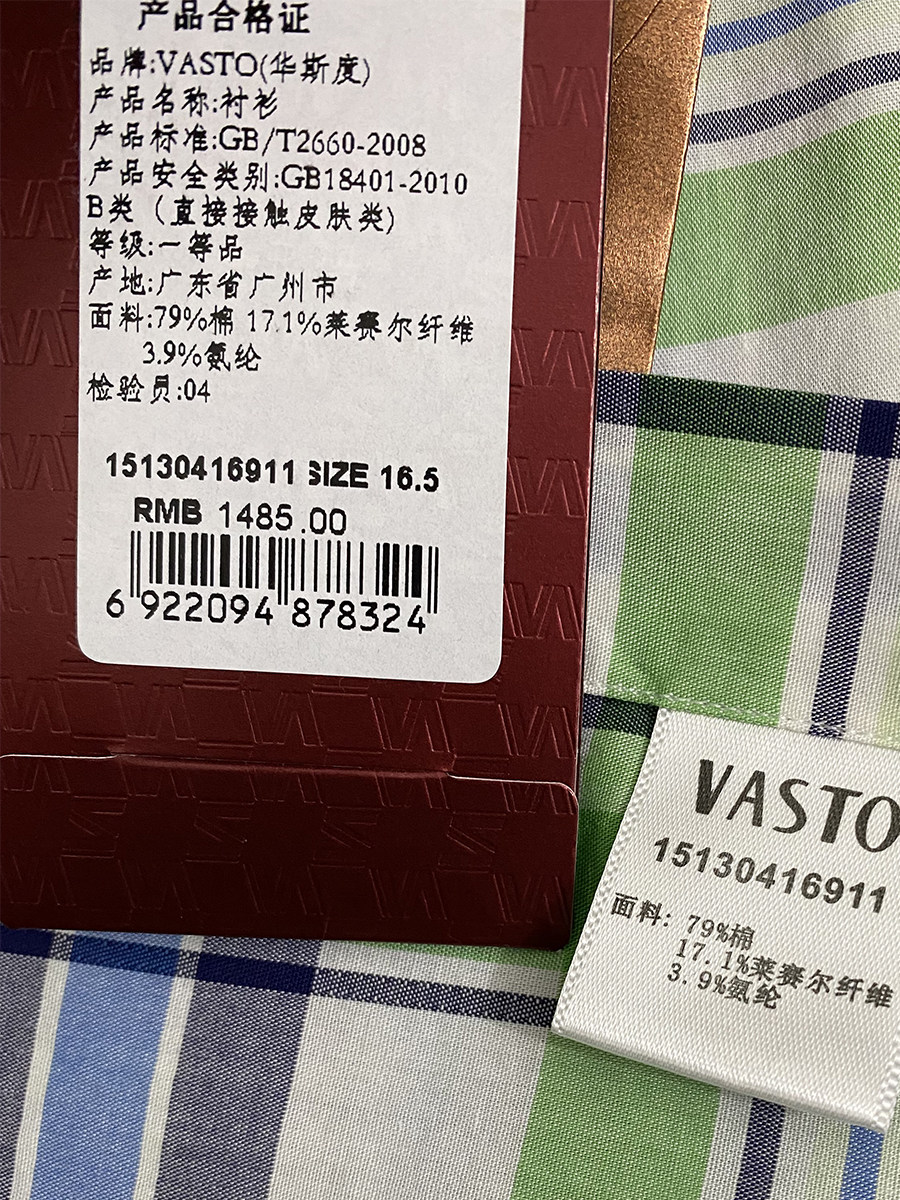 产品合格证
品牌:VASTO(华斯度)
产品名称:衬衫
产品标准:GB/T2660-2008
产品安全类别:GB18401-2010
B类（直接接触皮肤类)
等级:一等品
产地:广东省广州市
面料:79%棉 17.1%莱赛尔纤维
3.9%氨纶
检验员:04
15130416911 SIZE 16.5
RMB 1485.00
6 922094 878324
VASTO
15130416911
面料: 79%棉
17.1%莱赛尔纤维
3.9%氨纶